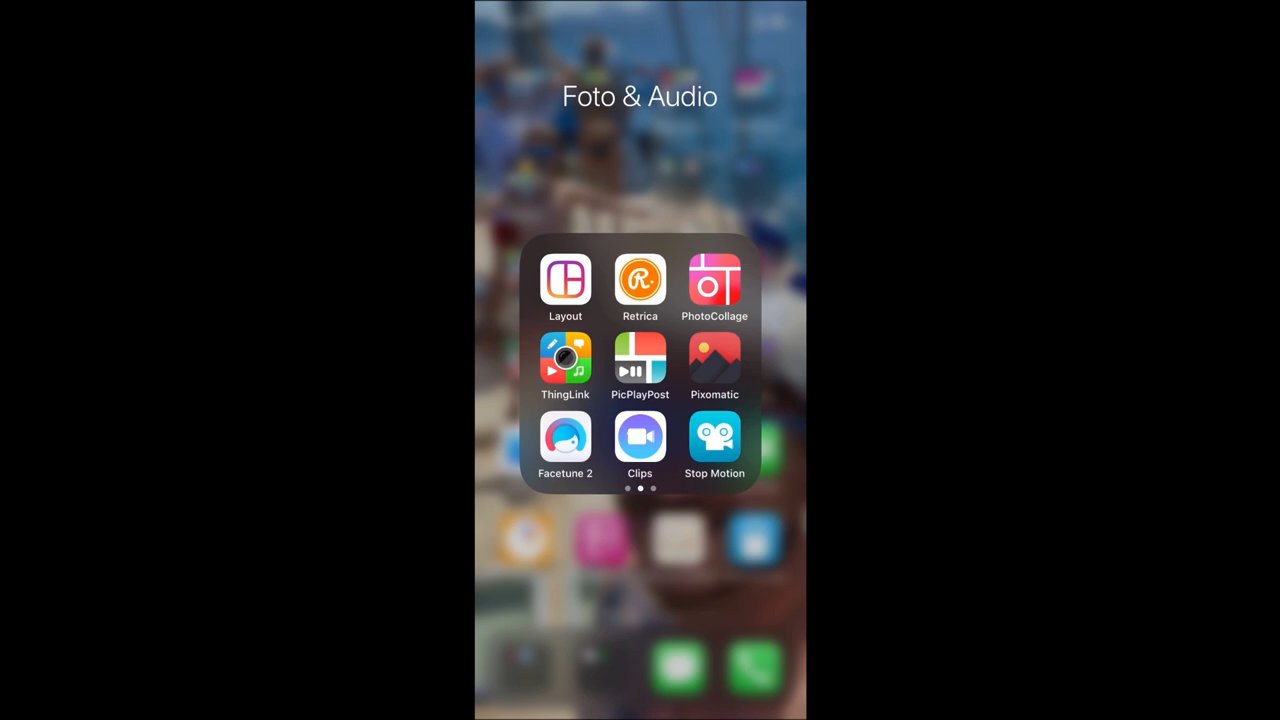 Foto & Audio
Layout
Retrica
PhotoCollage
ThingLink
PicPlayPost
Pixomatic
Facetune 2
Clips
Stop Motion